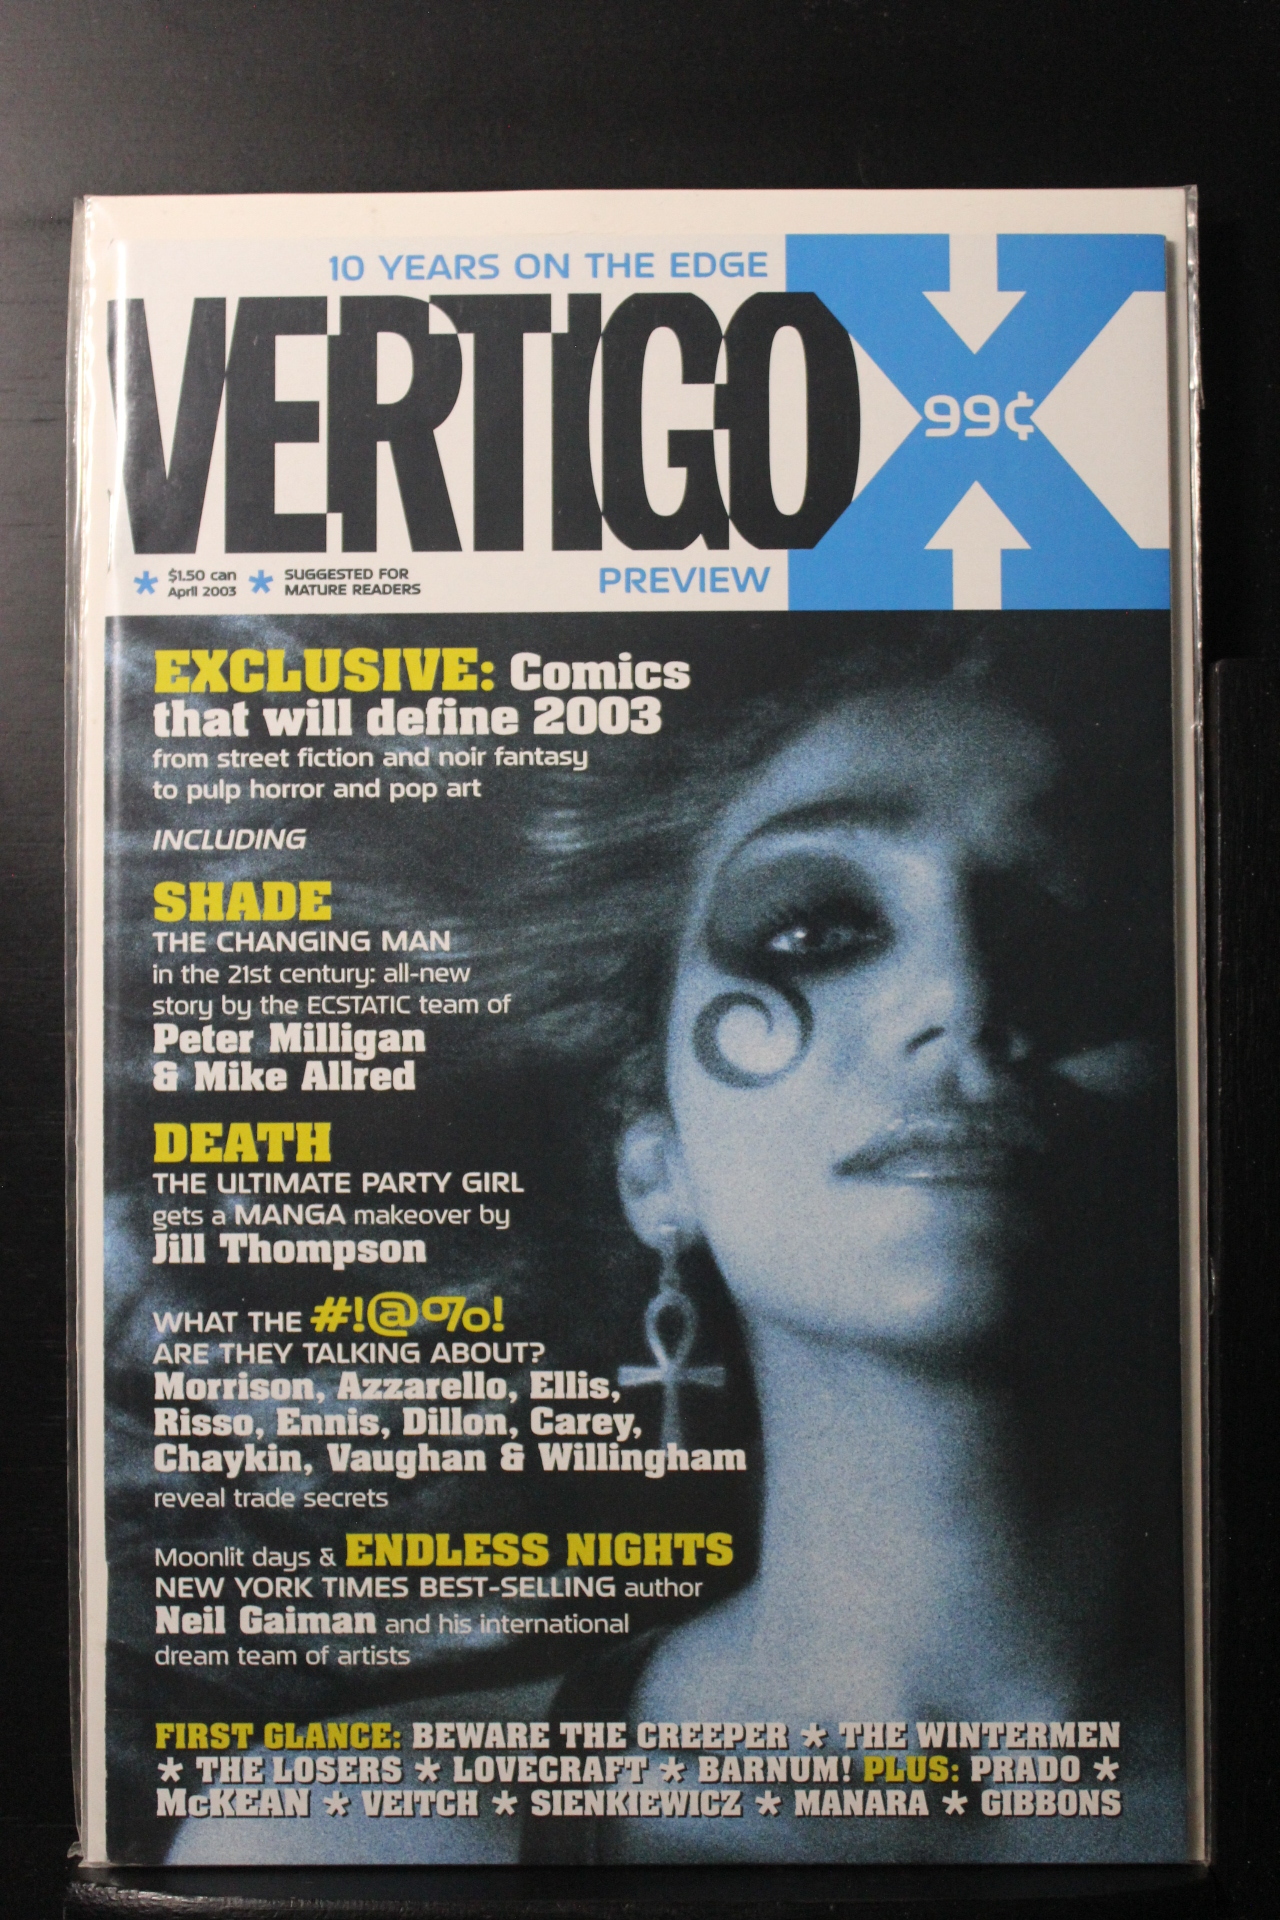 10 YEARS ON THE EDGE
VERTIGO X
99¢
$1.50 can
April 2003
SUGGESTED FOR
MATURE READERS
PREVIEW
EXCLUSIVE: Comics
that will define 2003
from street fiction and noir fantasy
to pulp horror and pop art
INCLUDING
SHADE
THE CHANGING MAN
in the 21st century: all-new
story by the ECSTATIC team of
Peter Milligan
& Mike Allred
DEATH
THE ULTIMATE PARTY GIRL
gets a MANGA makeover by
Jill Thompson
WHAT THE #!@%!
ARE THEY TALKING ABOUT?
Morrison, Azzarello, Ellis,
Risso, Ennis, Dillon, Carey,
Chaykin, Vaughan & Willingham
reveal trade secrets
Moonlit days & ENDLESS NIGHTS
NEW YORK TIMES BEST-SELLING author
Neil Gaiman and his international
dream team of artists
FIRST GLANCE: BEWARE THE CREEPER * THE WINTERMEN
* THE LOSERS * LOVECRAFT * BARNUM! PLUS: PRADO *
McKEAN * VEITCH * SIENKIEWICZ * MANARA * GIBBONS